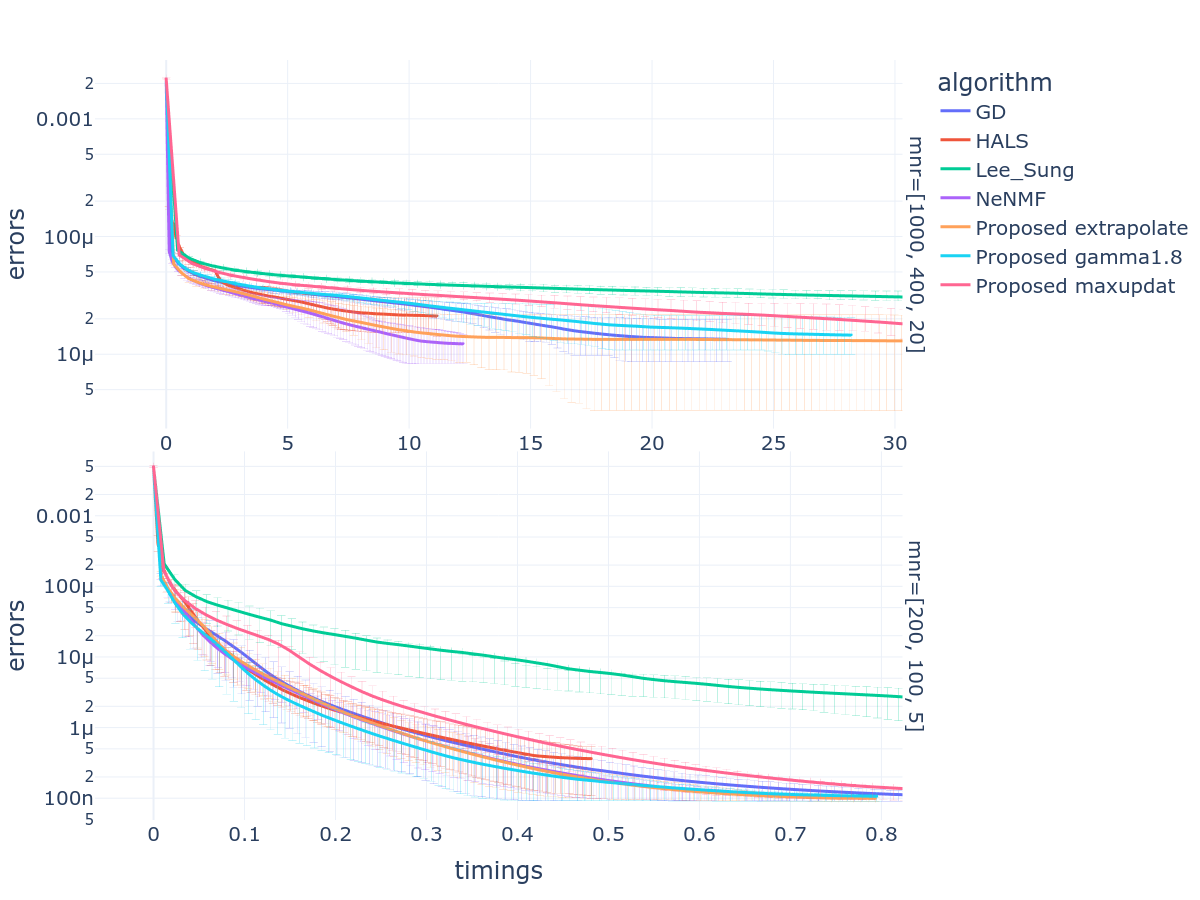 algorithm
GD
HALS
Lee_Sung
NeNMF
Proposed extrapolate
Proposed gamma1.8
Proposed maxupdat
errors
2
0.001
5
2
100μ
5
2
10μ
5
0 5 10 15 20 25 30
mnr=[1000, 400, 20]
errors
5
2
0.001
5
2
100μ
5
2
10μ
5
2
1μ
5
2
100n
5
0 0.1 0.2 0.3 0.4 0.5 0.6 0.7 0.8
mnr=[200, 100, 5]
timings